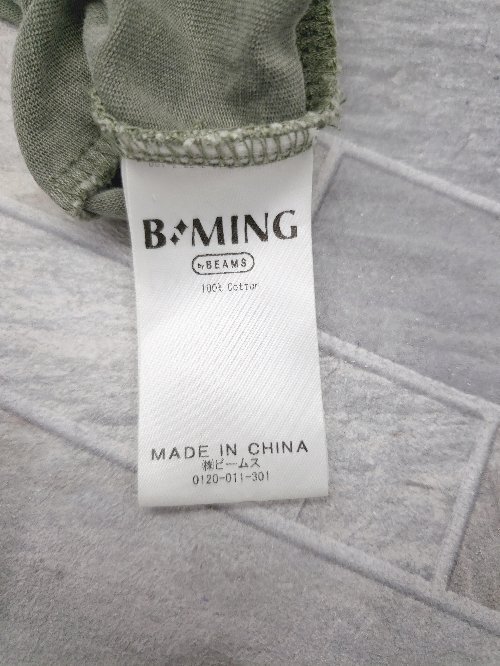 B:MING
by BEAMS
100% Cotton
MADE IN CHINA
㈱ビームス
0120-011-301